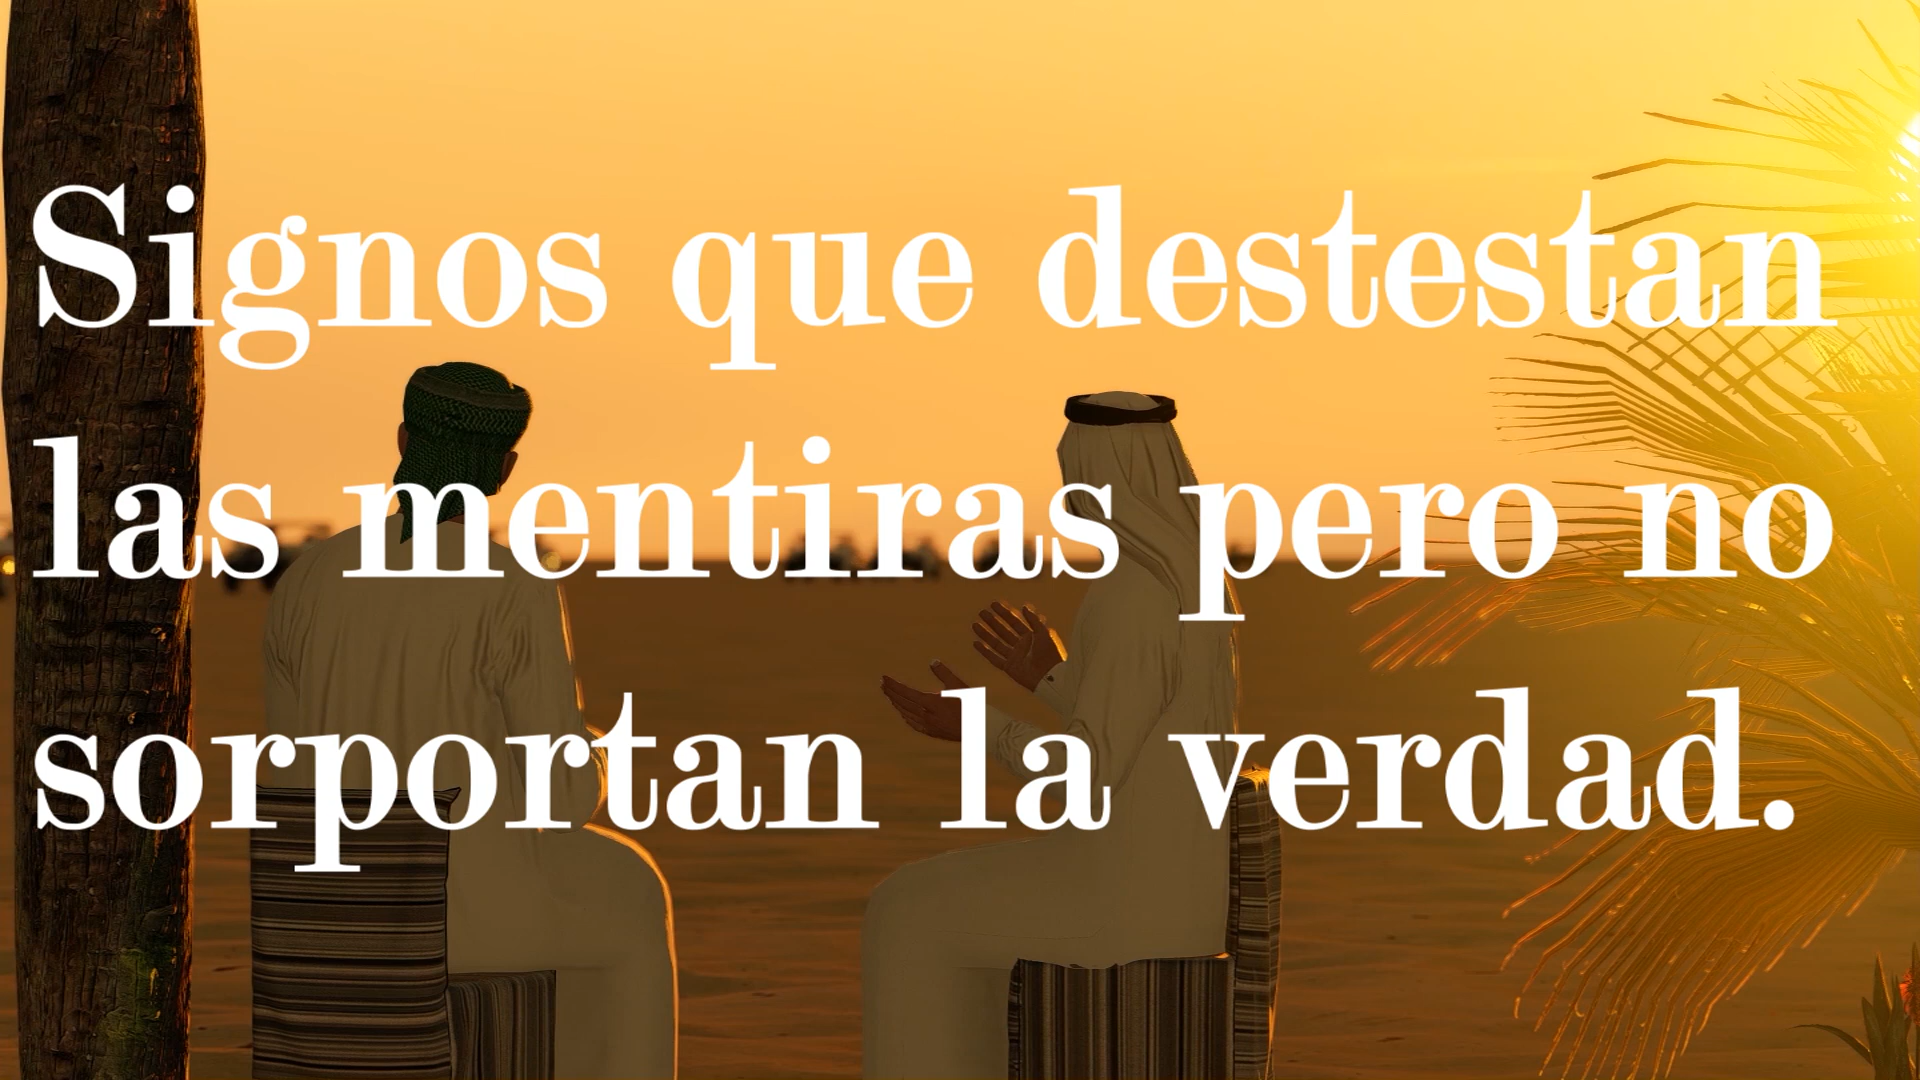 Signos que destestan
las mentiras pero no
sorportan la verdad.